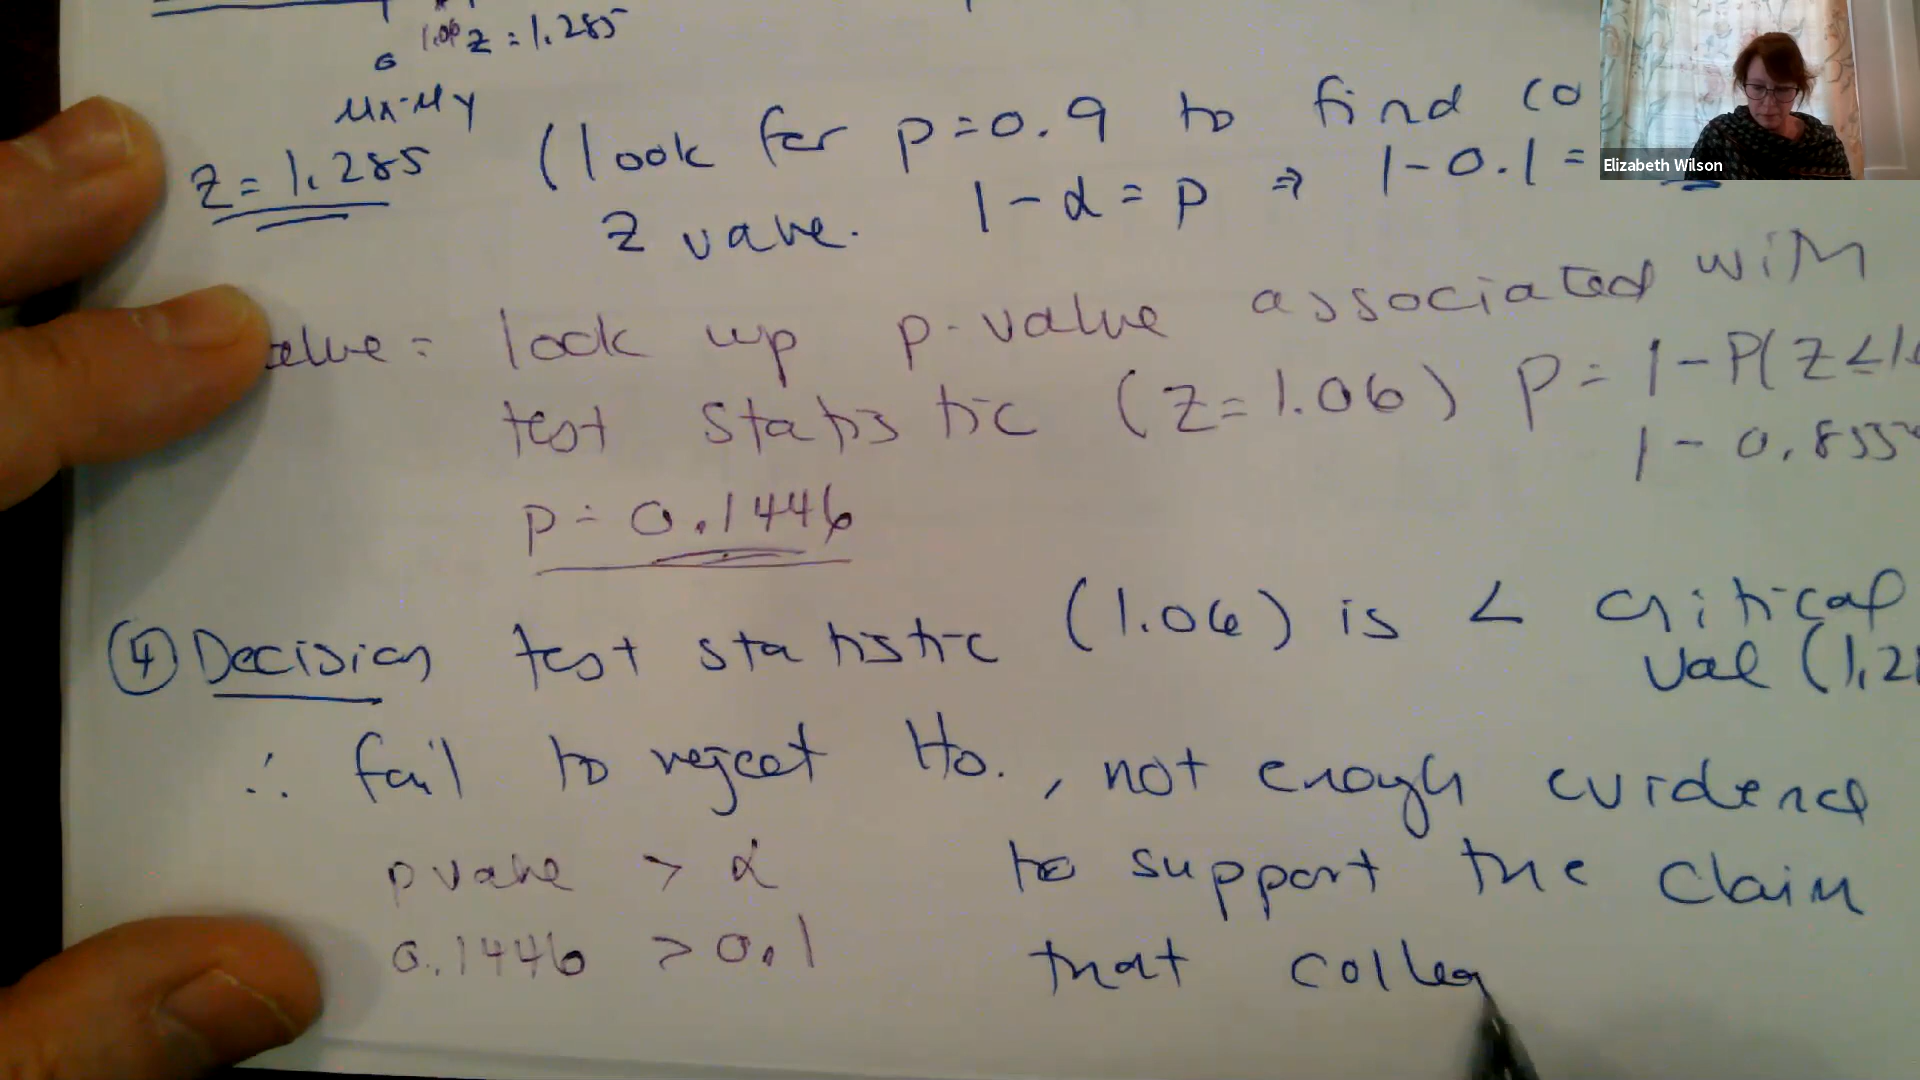 1.06 z = 1.285
0
μx-μy
z = 1.285
(look for p=0.9 to find
z value. 1-α = p ⇒ 1-0.1 =
Elizabeth Wilson
look up p-value associated with
test statistic (z=1.06) p= 1-P(z≤1.
1-0.855
p = 0.1446
④ Decision test statistic (1.06) is < critical
val (1.2
∴ fail to reject Ho., not enough evidence
p value > α to support the claim
0.1446 > 0.1 that